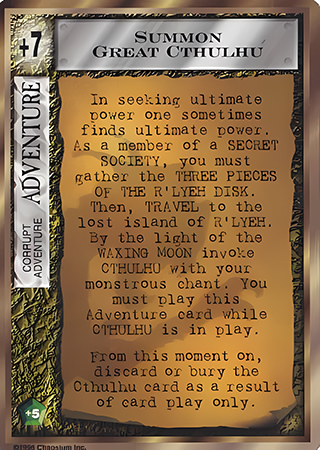 +7
SUMMON
GREAT CTHULHU
ADVENTURE
CORRUPT
ADVENTURE
In seeking ultimate
power one sometimes
finds ultimate power.
As a member of a SECRET
SOCIETY, you must
gather the THREE PIECES
OF THE R'LYEH DISK.
Then, TRAVEL to the
lost island of R'LYEH.
By the light of the
WAXING MOON invoke
CTHULHU with your
monstrous chant. You
must play this
Adventure card while
CTHULHU is in play.
From this moment on,
discard or bury the
Cthulhu card as a result
of card play only.
+5
©1996 Chaosium Inc.